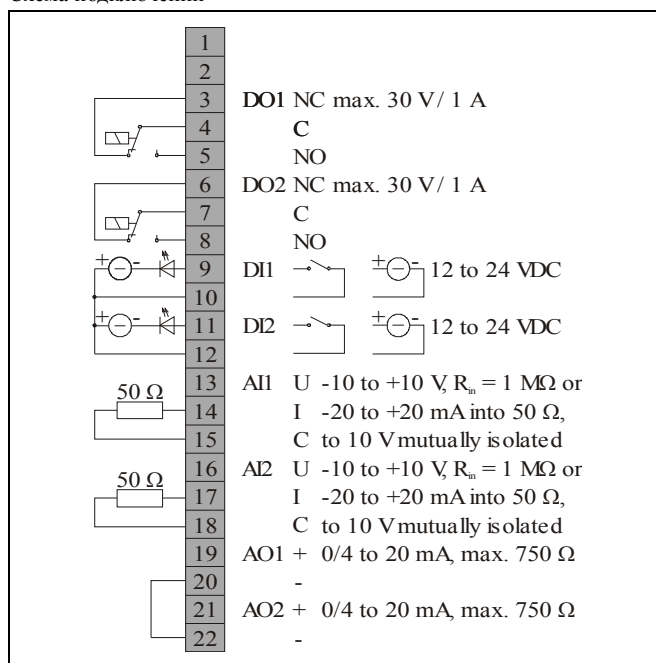 1
2
3 DO1 NC max. 30 V/ 1 A
4 C
5 NO
6 DO2 NC max. 30 V/ 1 A
7 C
8 NO
+ - 9 DI1 + - 12 to 24 VDC
10
+ - 11 DI2 + - 12 to 24 VDC
12
13 AI1 U -10 to +10 V, Rin = 1 MΩ or
50 Ω 14 I -20 to +20 mA into 50 Ω,
15 C to 10 V mutually isolated
16 AI2 U -10 to +10 V, Rin = 1 MΩ or
50 Ω 17 I -20 to +20 mA into 50 Ω,
18 C to 10 V mutually isolated
19 AO1 + 0/4 to 20 mA, max. 750 Ω
20 -
21 AO2 + 0/4 to 20 mA, max. 750 Ω
22 -